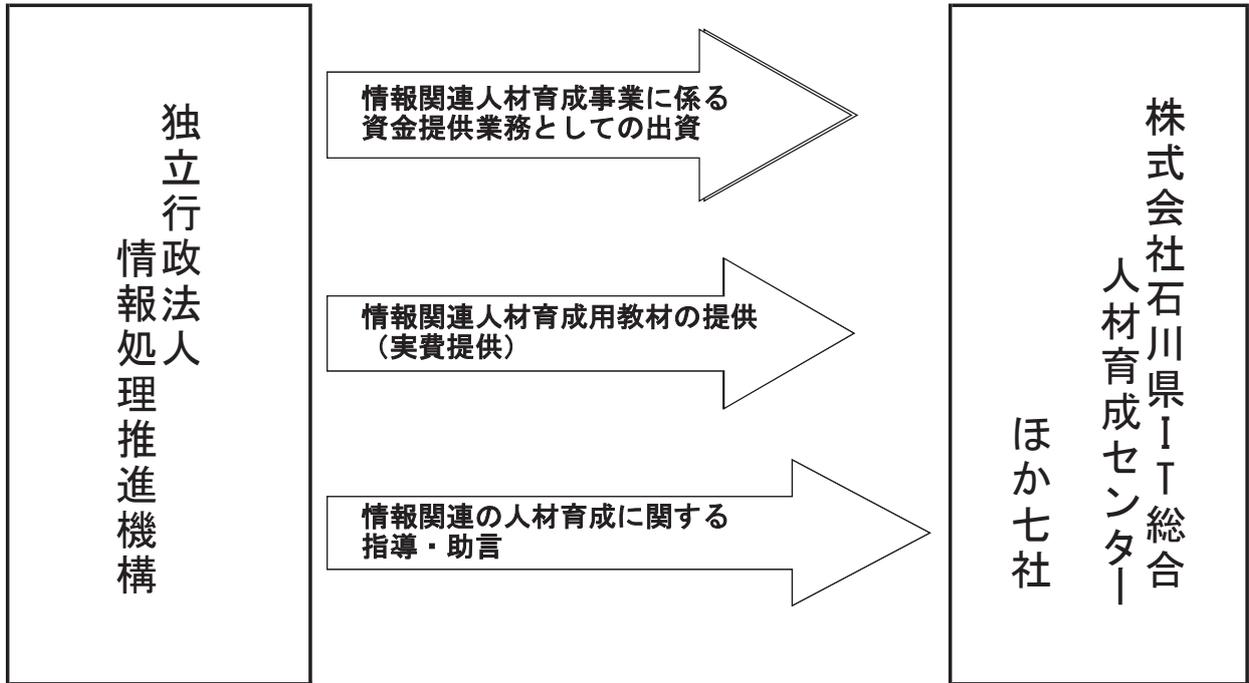 独立行政法人
情報処理推進機構
情報関連人材育成事業に係る
資金提供業務としての出資
情報関連人材育成用教材の提供
(実費提供)
情報関連の人材育成に関する
指導・助言
株式会社石川県IT総合
人材育成センター
ほか七社